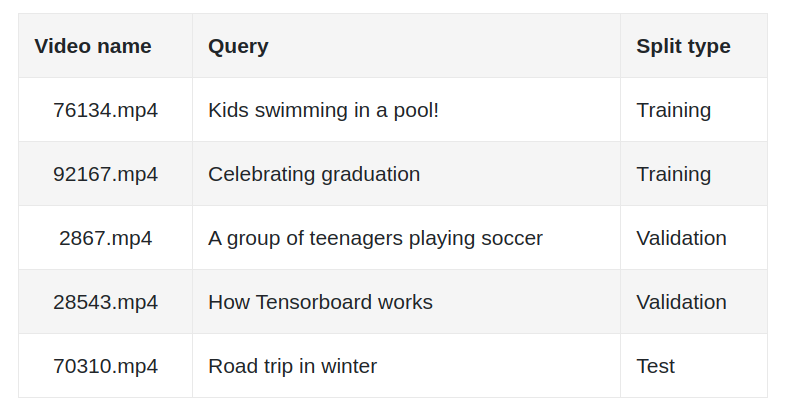 Video name Query Split type
76134.mp4 Kids swimming in a pool! Training
92167.mp4 Celebrating graduation Training
2867.mp4 A group of teenagers playing soccer Validation
28543.mp4 How Tensorboard works Validation
70310.mp4 Road trip in winter Test